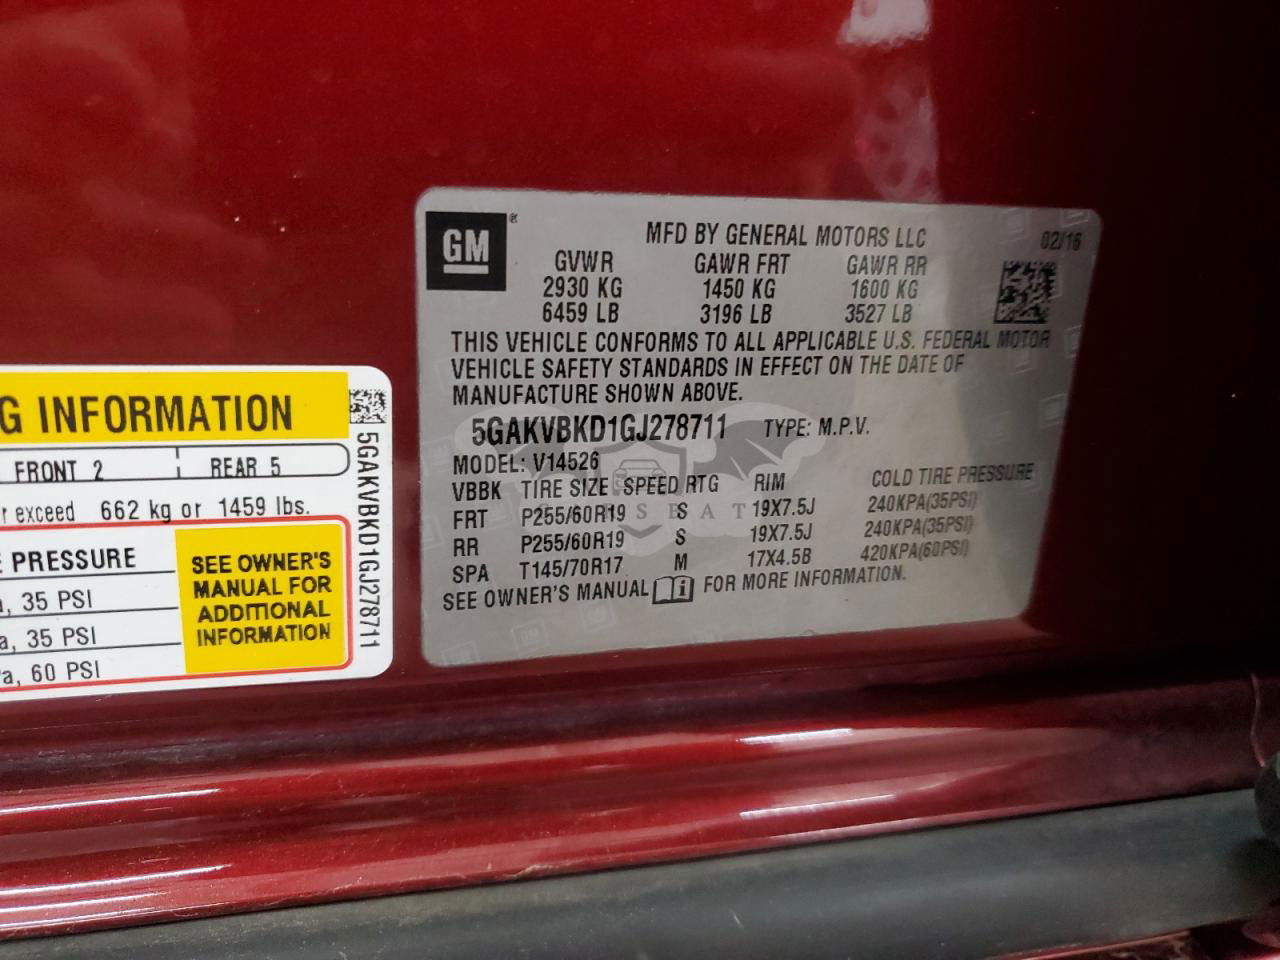 G INFORMATION
FRONT 2 REAR 5
r exceed 662 kg or 1459 lbs.
E PRESSURE
, 35 PSI
a, 35 PSI
a, 60 PSI
SEE OWNER'S
MANUAL FOR
ADDITIONAL
INFORMATION
5GAKVBKD1GJ278711
GM®
MFD BY GENERAL MOTORS LLC 02/16
GVWR GAWR FRT GAWR RR
2930 KG 1450 KG 1600 KG
6459 LB 3196 LB 3527 LB
THIS VEHICLE CONFORMS TO ALL APPLICABLE U.S. FEDERAL MOTOR
VEHICLE SAFETY STANDARDS IN EFFECT ON THE DATE OF
MANUFACTURE SHOWN ABOVE.
5GAKVBKD1GJ278711 TYPE: M.P.V.
MODEL: V14526
VBBK TIRE SIZE SPEED RTG RIM COLD TIRE PRESSURE
FRT P255/60R19 S 19X7.5J 240KPA(35PSI)
RR P255/60R19 S 19X7.5J 240KPA(35PSI)
SPA T145/70R17 M 17X4.5B 420KPA(60PSI)
SEE OWNER'S MANUAL FOR MORE INFORMATION.
GM
GM